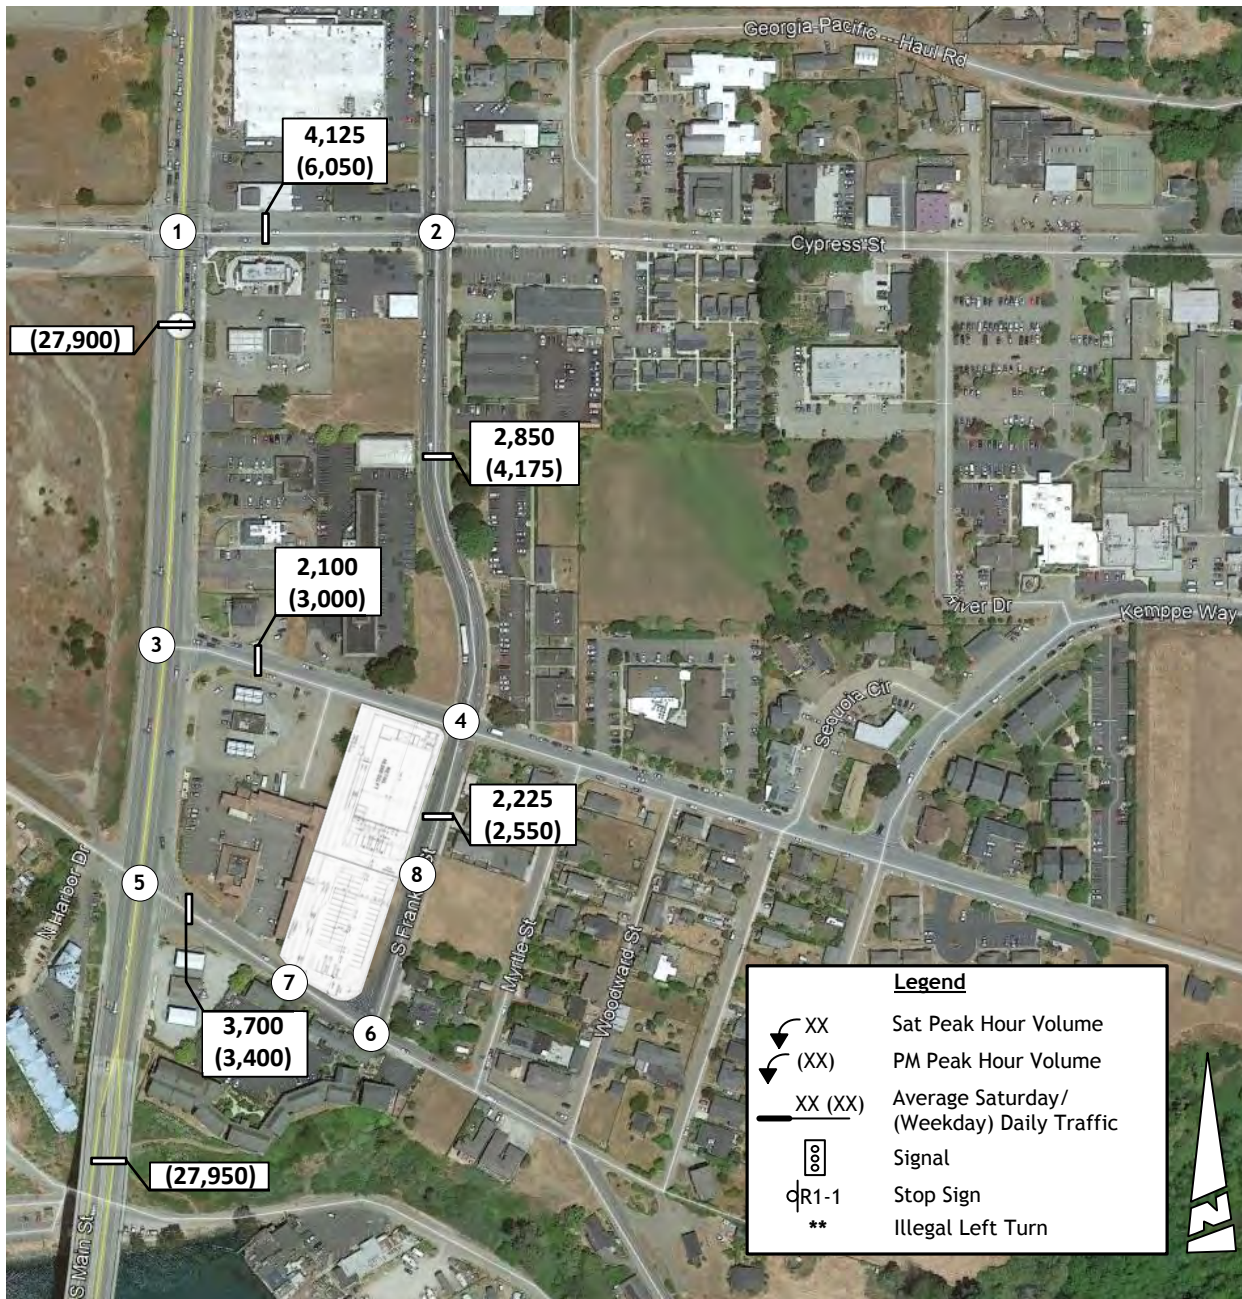 Georgia-Pacific --- Haul Rd
4,125
(6,050)
1
2
Cypress St
(27,900)
2,850
(4,175)
2,100
(3,000)
River Dr
Kemppe Way
3
Sequoia Cir
4
2,225
(2,550)
N Harbor Dr
5
8
S Frank
St
Myrtle St
Woodward St
7
6
3,700
(3,400)
(27,950)
S Main St
Legend
XX Sat Peak Hour Volume
(XX) PM Peak Hour Volume
XX (XX) Average Saturday/
(Weekday) Daily Traffic
Signal
R1-1 Stop Sign
** Illegal Left Turn